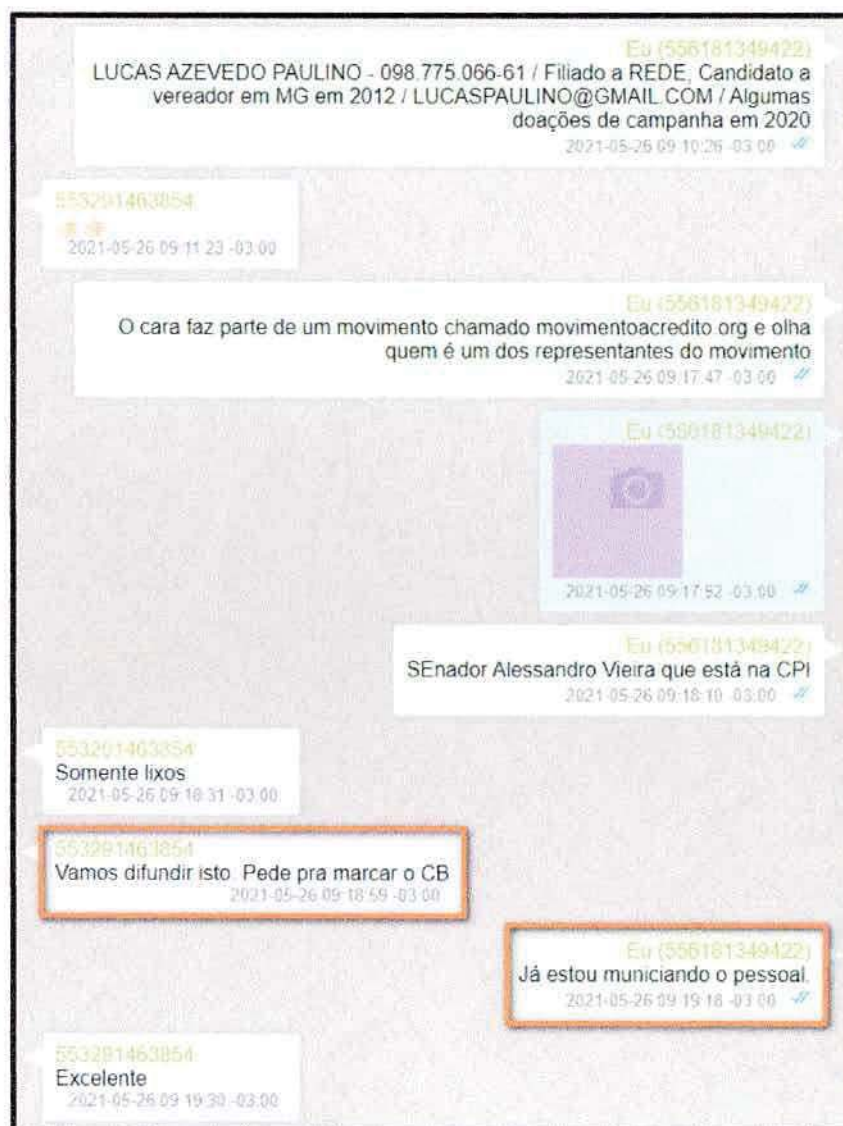 Eu (556181349422)
LUCAS AZEVEDO PAULINO - 098.775.066-61 / Filiado a REDE, Candidato a
vereador em MG em 2012 / LUCASPAULINO@GMAIL.COM / Algumas
doações de campanha em 2020
2021-05-26 09:10:26 -03:00
553291463854
2021-05-26 09:11:23 -03:00
Eu (556181349422)
O cara faz parte de um movimento chamado movimentoacredito org e olha
quem é um dos representantes do movimento
2021-05-26 09:17:47 -03:00
Eu (556181349422)
2021-05-26 09:17:52 -03:00
Eu (556181349422)
SEnador Alessandro Vieira que está na CPI
2021-05-26 09:18:10 -03:00
553291463854
Somente lixos
2021-05-26 09:18:31 -03:00
553291463854
Vamos difundir isto. Pede pra marcar o CB
2021-05-26 09:18:59 -03:00
Eu (556181349422)
Já estou municiando o pessoal.
2021-05-26 09:19:18 -03:00
553291463854
Excelente
2021-05-26 09:19:30 -03:00